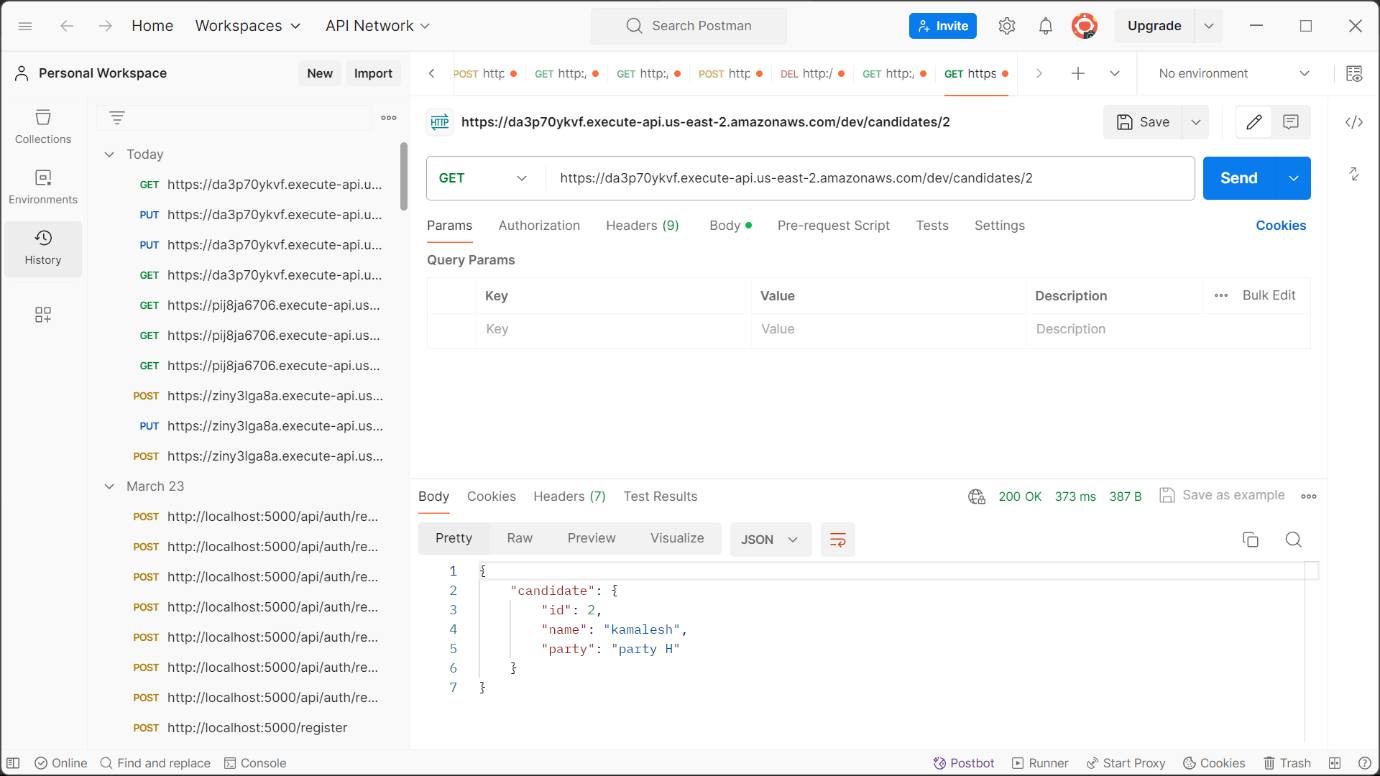 Home Workspaces API Network Search Postman Invite Upgrade
Personal Workspace New Import
POST http GET http:/ GET http:/ POST http DEL http:/ GET http:/ GET https No environment
Collections
Environments
History
Today
GET https://da3p70ykvf.execute-api.u...
PUT https://da3p70ykvf.execute-api.u...
PUT https://da3p70ykvf.execute-api.u...
GET https://da3p70ykvf.execute-api.u...
GET https://pij8ja6706.execute-api.us...
GET https://pij8ja6706.execute-api.us...
GET https://pij8ja6706.execute-api.us...
POST https://ziny3lga8a.execute-api.us...
PUT https://ziny3lga8a.execute-api.us...
POST https://ziny3lga8a.execute-api.us...
March 23
POST http://localhost:5000/api/auth/re...
POST http://localhost:5000/api/auth/re...
POST http://localhost:5000/api/auth/re...
POST http://localhost:5000/api/auth/re...
POST http://localhost:5000/api/auth/re...
POST http://localhost:5000/api/auth/re...
POST http://localhost:5000/api/auth/re...
POST http://localhost:5000/register
HTTP https://da3p70ykvf.execute-api.us-east-2.amazonaws.com/dev/candidates/2 Save
GET https://da3p70ykvf.execute-api.us-east-2.amazonaws.com/dev/candidates/2 Send
Params Authorization Headers (9) Body Pre-request Script Tests Settings Cookies
Query Params
Key Value Description Bulk Edit
Key Value Description
Body Cookies Headers (7) Test Results 200 OK 373 ms 387 B Save as example
Pretty Raw Preview Visualize JSON
1 {
2 "candidate": {
3 "id": 2,
4 "name": "kamalesh",
5 "party": "party H"
6 }
7 }
Online Find and replace Console Postbot Runner Start Proxy Cookies Trash